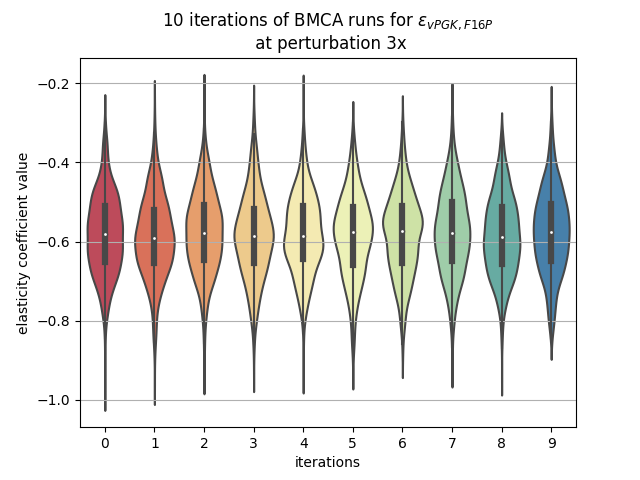 10 iterations of BMCA runs for ε_{vPGK, F16P}
at perturbation 3x
elasticity coefficient value
−0.2
−0.4
−0.6
−0.8
−1.0
0 1 2 3 4 5 6 7 8 9
iterations